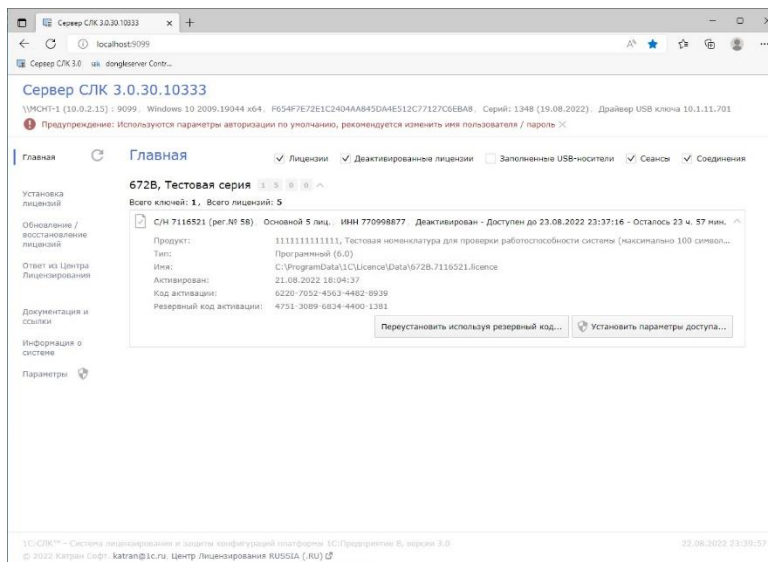 Сервер СЛК 3.0.30.10333
localhost:9099
Сервер СЛК 3.0 dongleserver Contr...
Сервер СЛК 3.0.30.10333
\\МСНТ-1 (10.0.2.15) : 9099, Windows 10 2009.19044 x64, F654F7E72E1C2404AA845DA4E512C77127C6EBA8, Серий: 1348 (19.08.2022), Драйвер USB ключа 10.1.11.701
Предупреждение: Используются параметры авторизации по умолчанию, рекомендуется изменить имя пользователя / пароль
Главная
Установка лицензий
Обновление / восстановление лицензий
Ответ из Центра Лицензирования
Документация и ссылки
Информация о системе
Параметры
Главная Лицензии Деактивированные лицензии Заполненные USB-носители Сеансы Соединения
672B, Тестовая серия 1 5 0 0
Всего ключей: 1, Всего лицензий: 5
С/Н 7116521 (рег.№ 58), Основной 5 лиц., ИНН 770998877, Деактивирован - Доступен до 23.08.2022 23:37:16 - Осталось 23 ч. 57 мин.
Продукт: 1111111111111, Тестовая номенклатура для проверки работоспособности системы (максимально 100 символ...
Тип: Программный (6.0)
Имя: C:\ProgramData\1C\Licence\Data\672B.7116521.licence
Активирован: 21.08.2022 18:04:37
Код активации: 6220-7052-4563-4482-8939
Резервный код активации: 4751-3089-6834-4400-1381
Переустановить используя резервный код... Установить параметры доступа...
1С:СЛК™ - Система лицензирования и защиты конфигураций платформы 1С:Предприятие 8, версия 3.0 22.08.2022 23:39:57
© 2022 Катран Софт. katran@1c.ru. Центр Лицензирования RUSSIA (.RU)